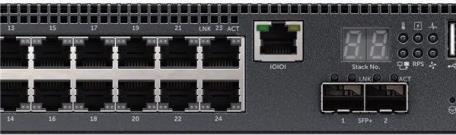 13 15 17 19 21 LNK 23 ACT
IOIOI
Stack No.
RPS
LNK ACT
14 16 18 20 22 24
1 SFP+ 2